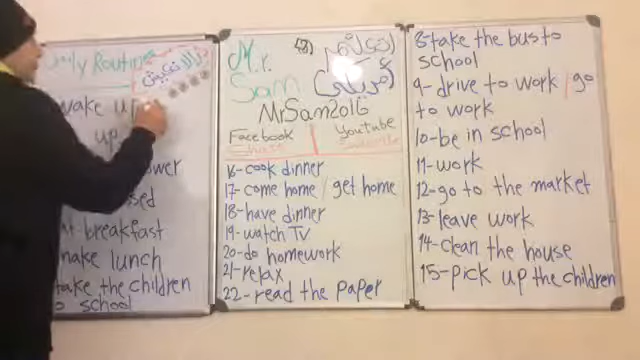 Routine
wake up
up
eat breakfast
make lunch
take the children
school
Mr.
Sam
اتعلم
أمريكي
MrSam2016
Facebook
Youtube
16-cook dinner
17-come home / get home
18-have dinner
19-watch TV
20-do homework
21-relax
22-read the paper
8-take the bus to
school
9-drive to work / go
to work
10-be in school
11-work
12-go to the market
13-leave work
14-clean the house
15-pick up the children